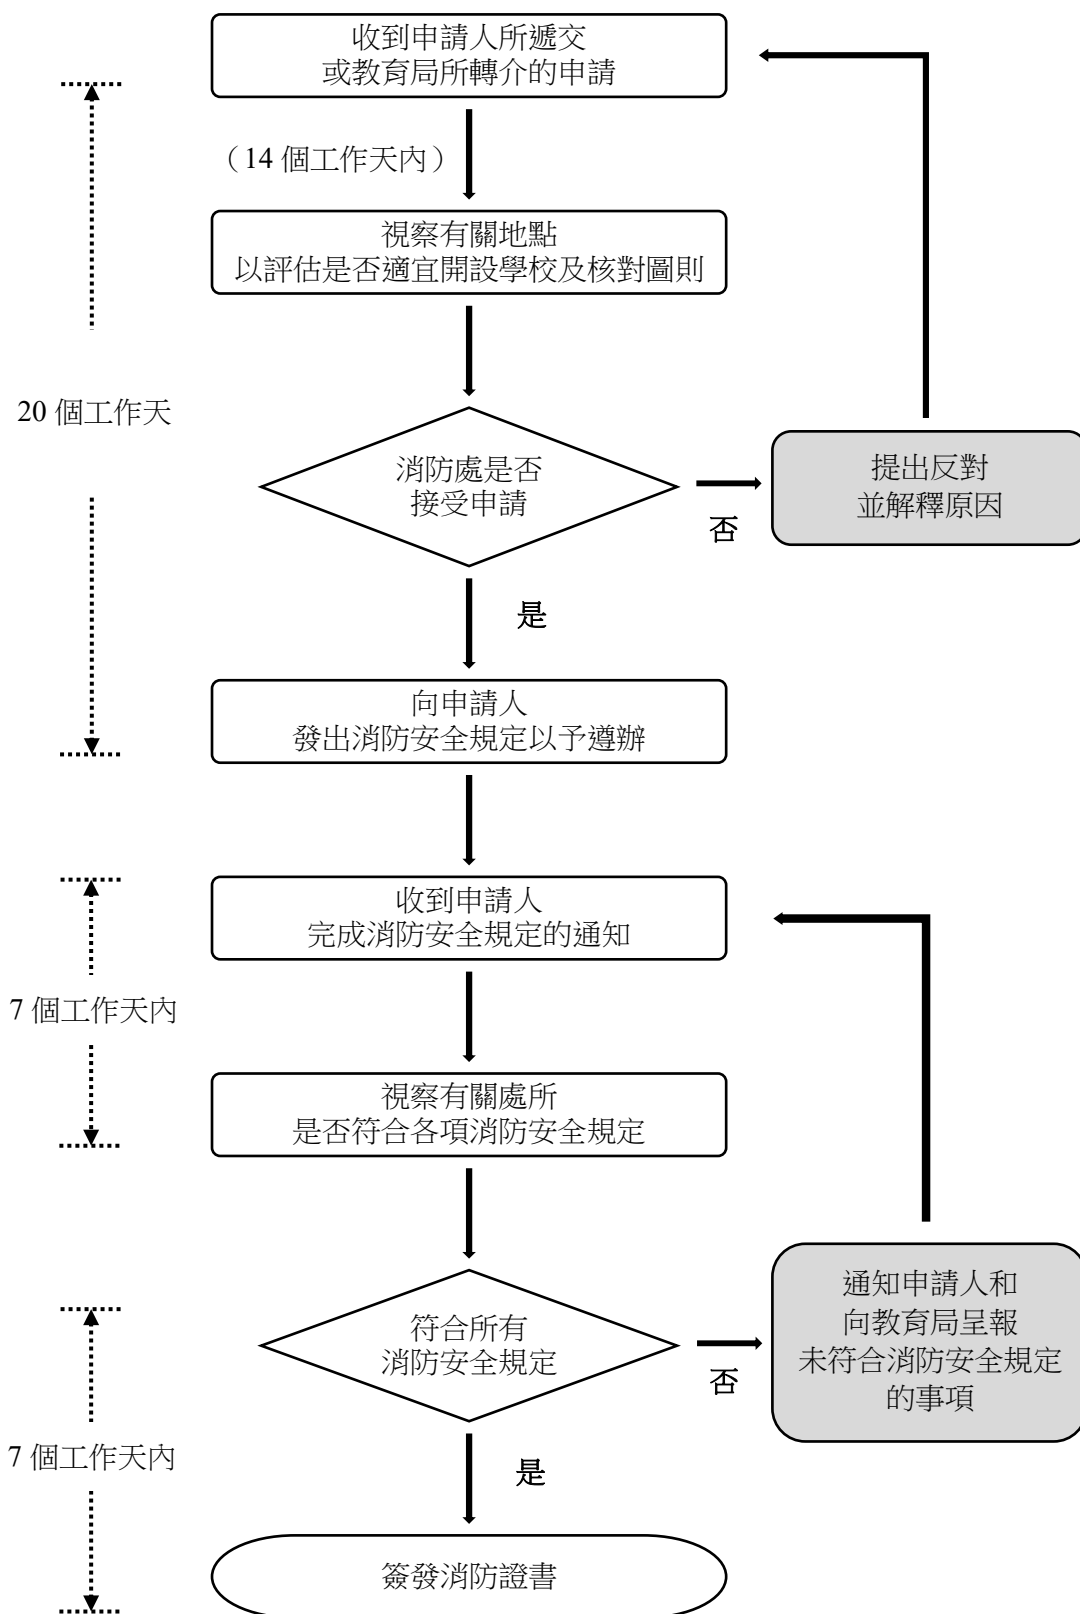 收到申請人所遞交
或教育局所轉介的申請
（14 個工作天內）
視察有關地點
以評估是否適宜開設學校及核對圖則
20 個工作天
消防處是否
接受申請
否
提出反對
並解釋原因
是
向申請人
發出消防安全規定以予遵辦
收到申請人
完成消防安全規定的通知
7 個工作天內
視察有關處所
是否符合各項消防安全規定
符合所有
消防安全規定
否
通知申請人和
向教育局呈報
未符合消防安全規定
的事項
7 個工作天內
是
簽發消防證書